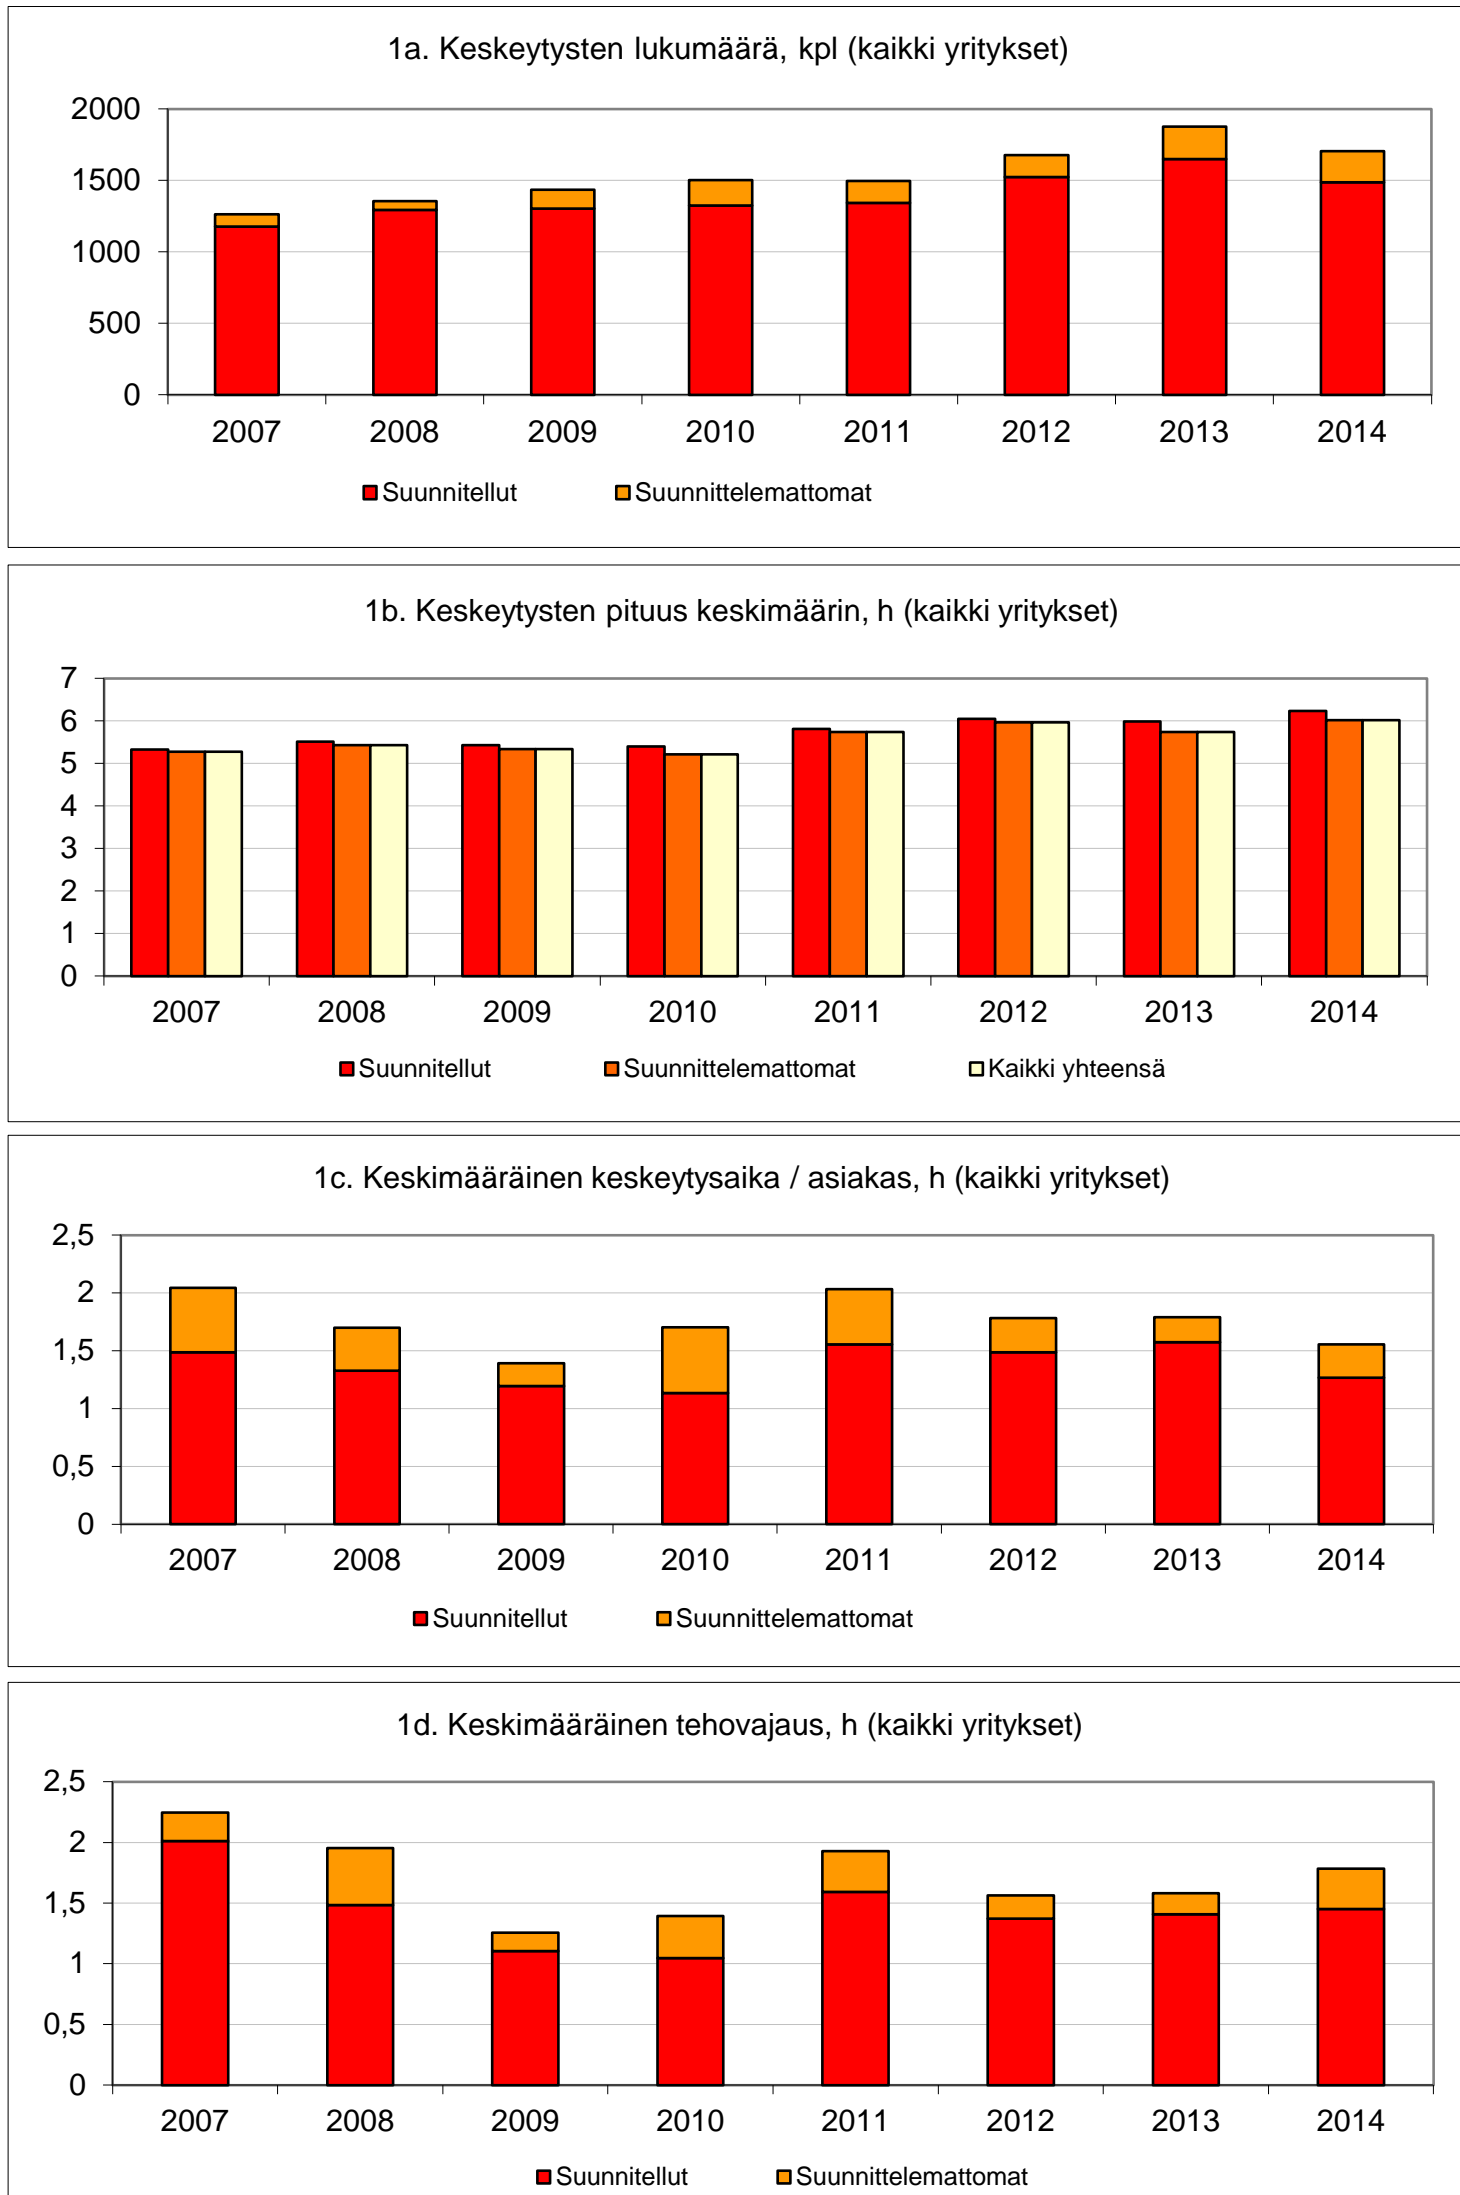 1a. Keskeytysten lukumäärä, kpl (kaikki yritykset)
2000
1500
1000
500
0
2007 2008 2009 2010 2011 2012 2013 2014
Suunnitellut Suunnittelemattomat
1b. Keskeytysten pituus keskimäärin, h (kaikki yritykset)
7
6
5
4
3
2
1
0
2007 2008 2009 2010 2011 2012 2013 2014
Suunnitellut Suunnittelemattomat Kaikki yhteensä
1c. Keskimääräinen keskeytysaika / asiakas, h (kaikki yritykset)
2,5
2
1,5
1
0,5
0
2007 2008 2009 2010 2011 2012 2013 2014
Suunnitellut Suunnittelemattomat
1d. Keskimääräinen tehovajaus, h (kaikki yritykset)
2,5
2
1,5
1
0,5
0
2007 2008 2009 2010 2011 2012 2013 2014
Suunnitellut Suunnittelemattomat